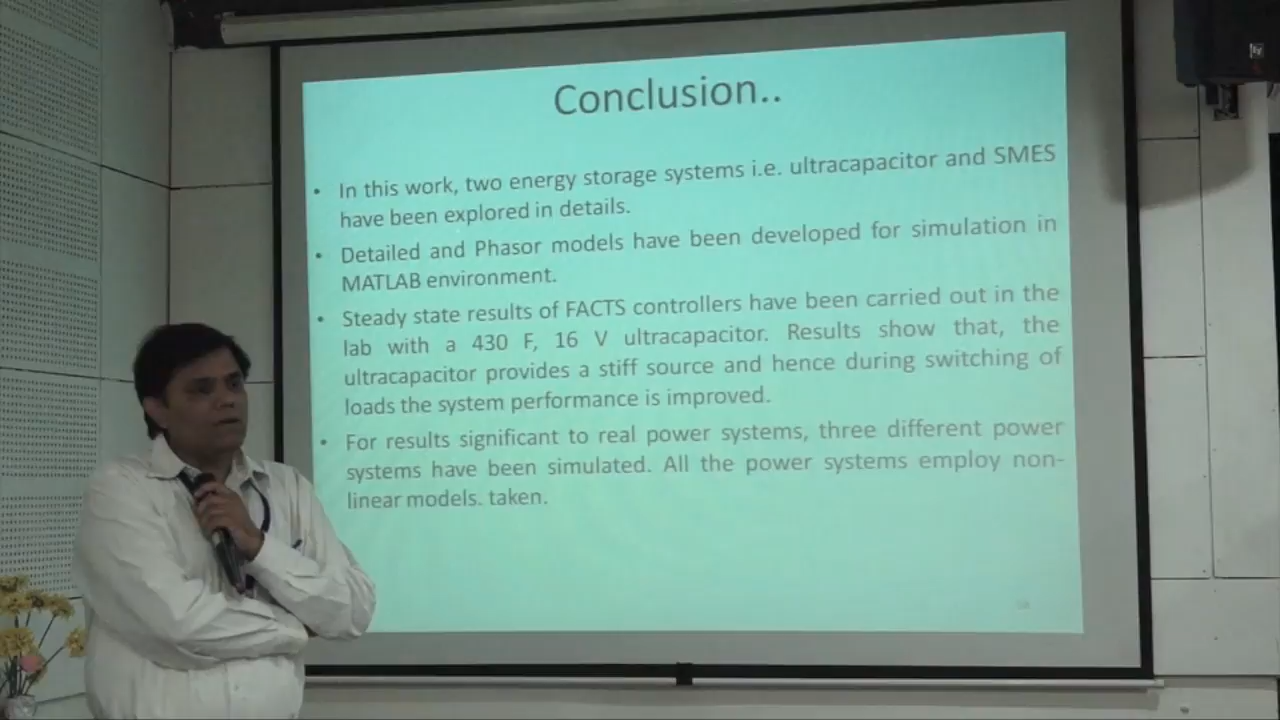 Conclusion..
• In this work, two energy storage systems i.e. ultracapacitor and SMES
have been explored in details.
• Detailed and Phasor models have been developed for simulation in
MATLAB environment.
• Steady state results of FACTS controllers have been carried out in the
lab with a 430 F, 16 V ultracapacitor. Results show that, the
ultracapacitor provides a stiff source and hence during switching of
loads the system performance is improved.
• For results significant to real power systems, three different power
systems have been simulated. All the power systems employ non-
linear models. taken.